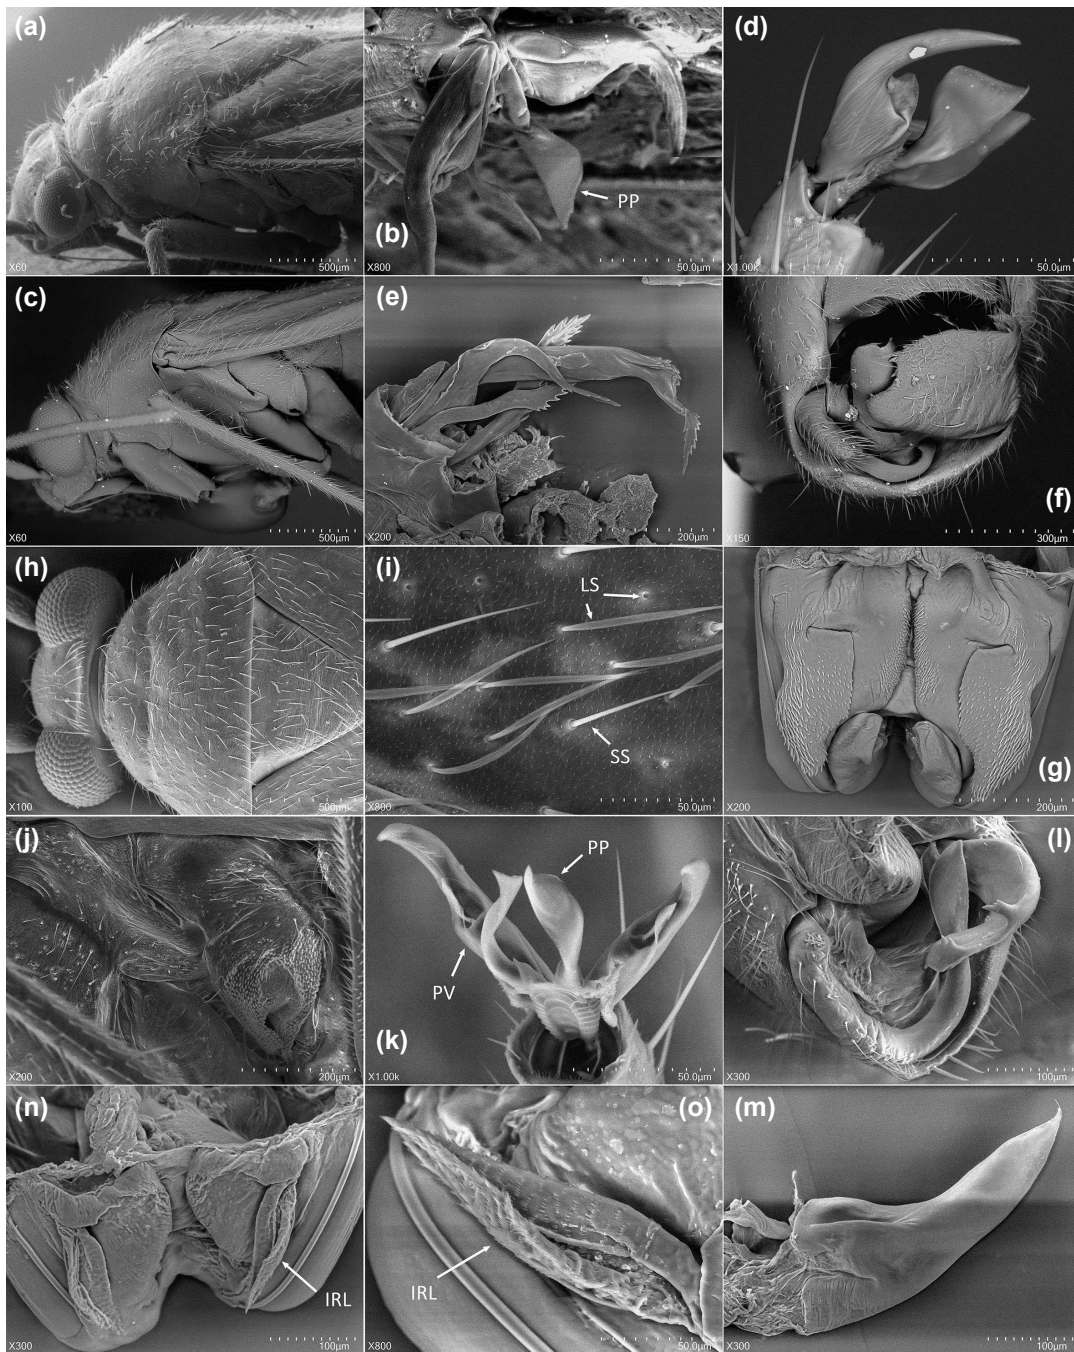 (a)
X60
500μm
PP
(b)
X800
50.0μm
(d)
X1.00k
50.0μm
(c)
X60
500μm
(e)
X200
200μm
(f)
X150
300μm
(h)
X100
500μm
(i)
LS
SS
X800
50.0μm
(g)
X200
200μm
(j)
X200
200μm
PP
PV
(k)
X1.00k
50.0μm
(l)
X300
100μm
(n)
IRL
X300
100μm
(o)
IRL
X800
50.0μm
(m)
X300
100μm